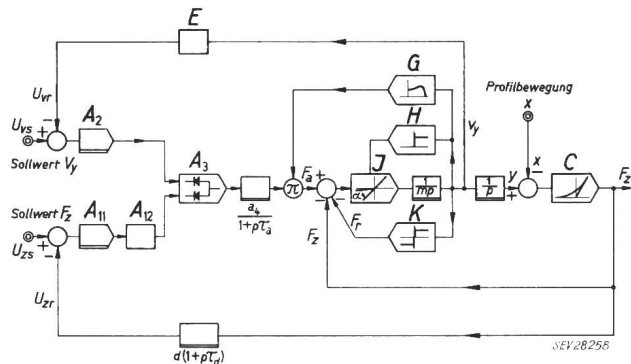 E
G
Profilbewegung
x
U_vr
A_2
H
v_y
U_vs
Sollwert V_y
A_3
J
F_a
π
α
1/mp
1/p
y
x
C
F_z
a_4/1+pτ_a
Sollwert F_z
A_11
A_12
U_zs
F_z
F_r
K
U_zr
d(1+pτ_d)
SEV28258